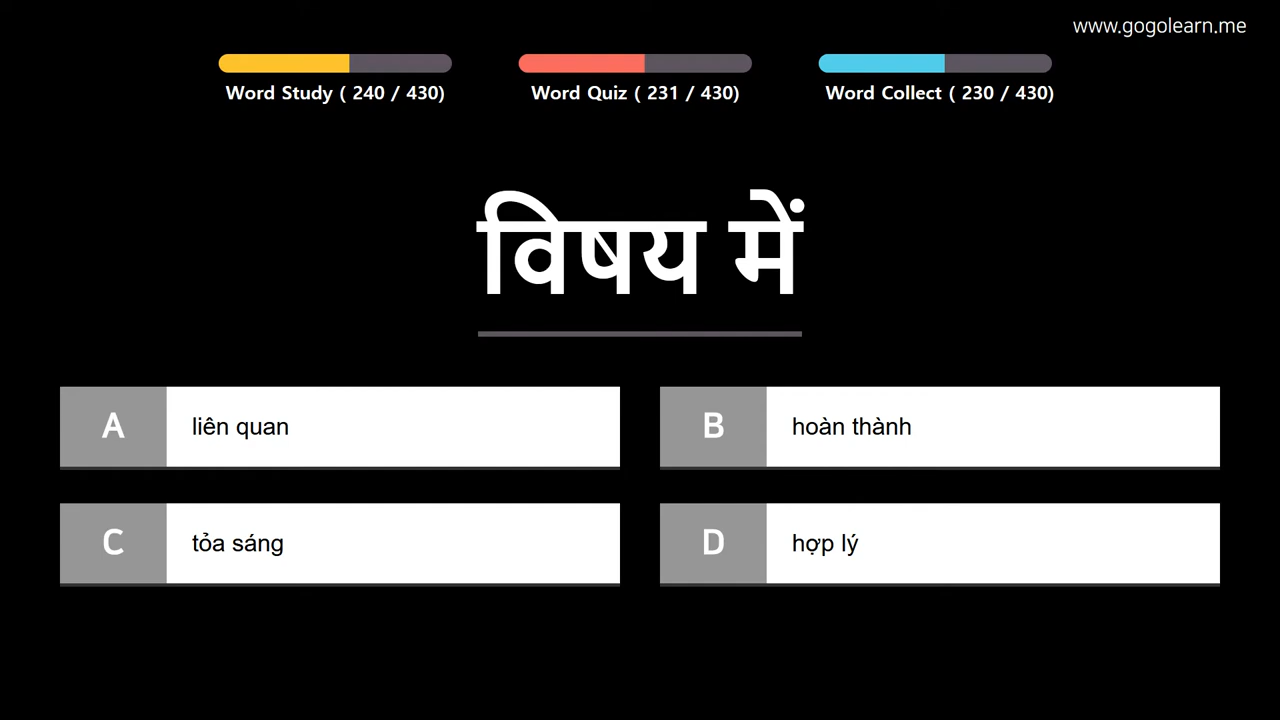 www.gogolearn.me
Word Study ( 240 / 430)
Word Quiz ( 231 / 430)
Word Collect ( 230 / 430)
विषय में
A
liên quan
B
hoàn thành
C
tỏa sáng
D
hợp lý